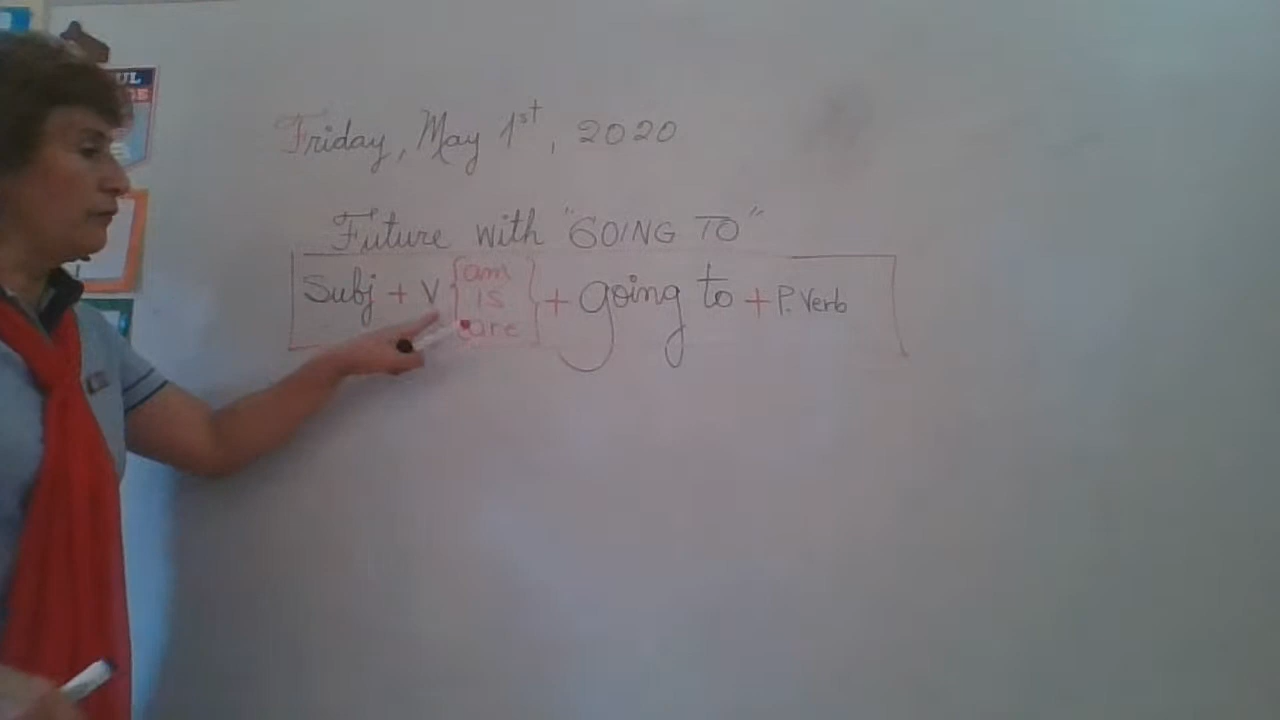 Friday, May 1st, 2020
Future with "GOING TO"
Subj + V { am is are } + going to + P. Verb